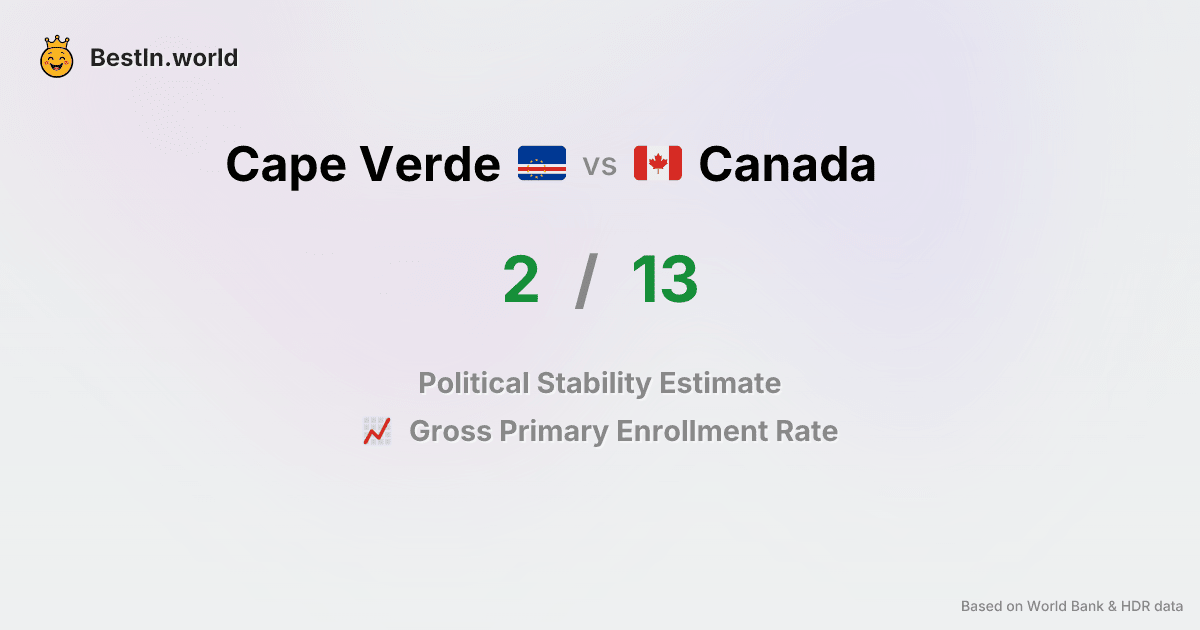 BestIn.world
Cape Verde vs Canada
2 / 13
Political Stability Estimate
Gross Primary Enrollment Rate
Based on World Bank & HDR data